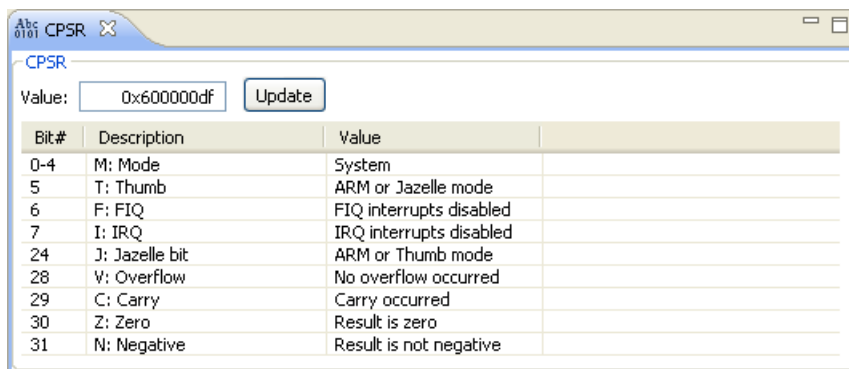 Abc
0101 CPSR
CPSR
Value: 0x600000df Update
Bit# Description Value
0-4 M: Mode System
5 T: Thumb ARM or Jazelle mode
6 F: FIQ FIQ interrupts disabled
7 I: IRQ IRQ interrupts disabled
24 J: Jazelle bit ARM or Thumb mode
28 V: Overflow No overflow occurred
29 C: Carry Carry occurred
30 Z: Zero Result is zero
31 N: Negative Result is not negative